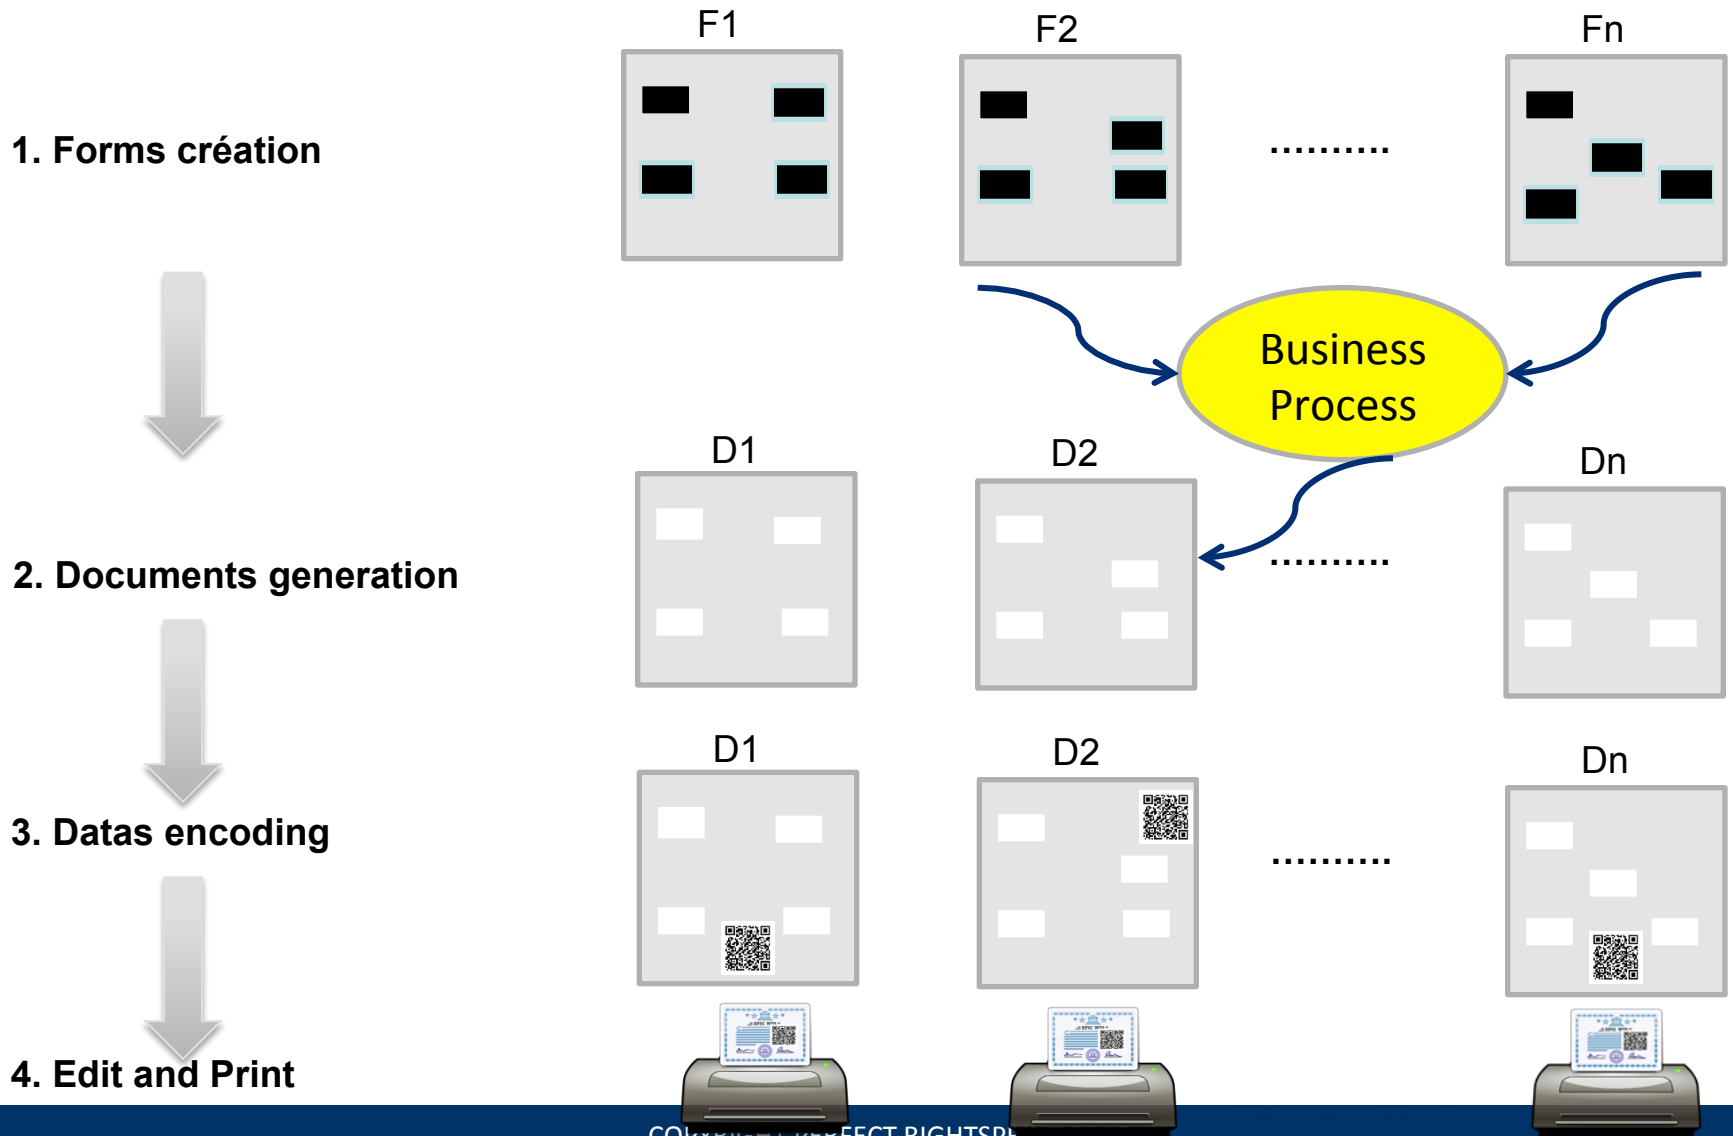 F1
F2
Fn
1. Forms création
..........
Business
Process
D1
D2
Dn
2. Documents generation
..........
D1
D2
Dn
3. Datas encoding
..........
4. Edit and Print
PERFECT